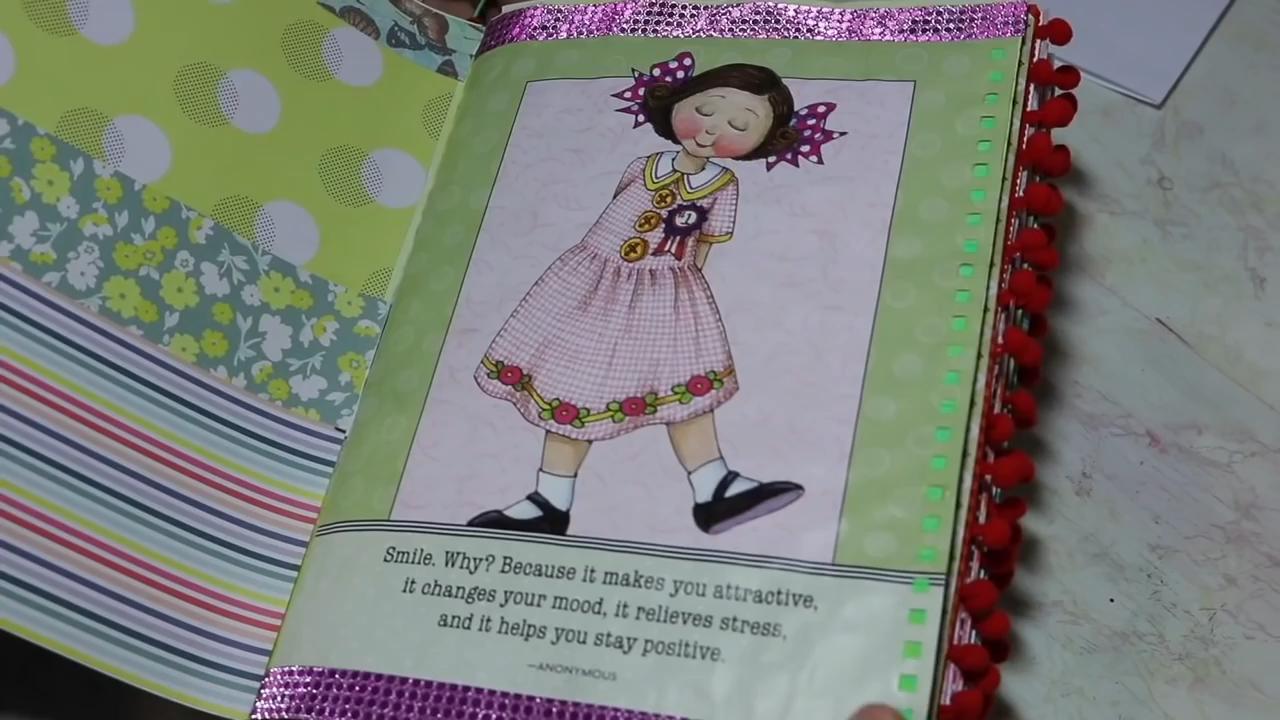 Smile. Why? Because it makes you attractive,
it changes your mood, it relieves stress,
and it helps you stay positive.
—ANONYMOUS